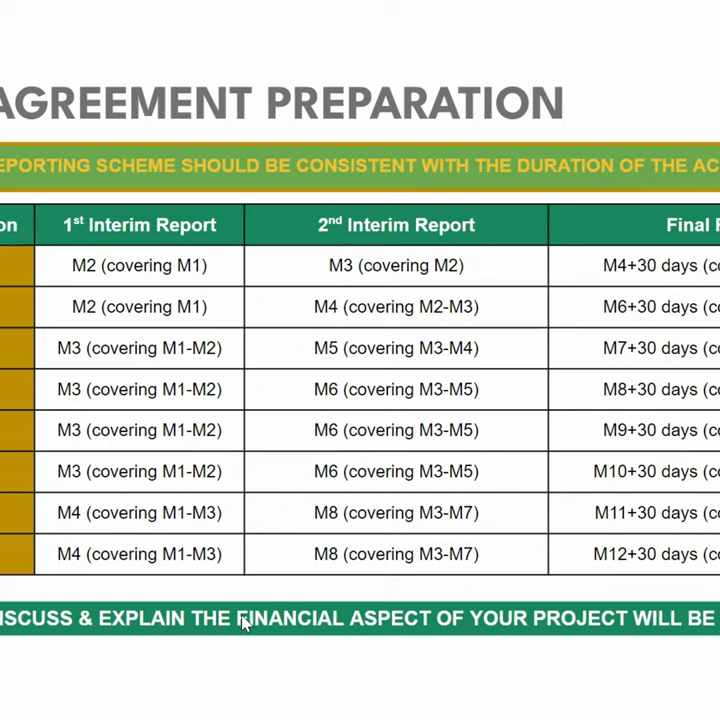 AGREEMENT PREPARATION
EPORTING SCHEME SHOULD BE CONSISTENT WITH THE DURATION OF THE AC
on 1st Interim Report 2nd Interim Report Final
M2 (covering M1) M3 (covering M2) M4+30 days (co
M2 (covering M1) M4 (covering M2-M3) M6+30 days (co
M3 (covering M1-M2) M5 (covering M3-M4) M7+30 days (co
M3 (covering M1-M2) M6 (covering M3-M5) M8+30 days (co
M3 (covering M1-M2) M6 (covering M3-M5) M9+30 days (co
M3 (covering M1-M2) M6 (covering M3-M5) M10+30 days (co
M4 (covering M1-M3) M8 (covering M3-M7) M11+30 days (co
M4 (covering M1-M3) M8 (covering M3-M7) M12+30 days (co
ISCUSS & EXPLAIN THE FINANCIAL ASPECT OF YOUR PROJECT WILL BE